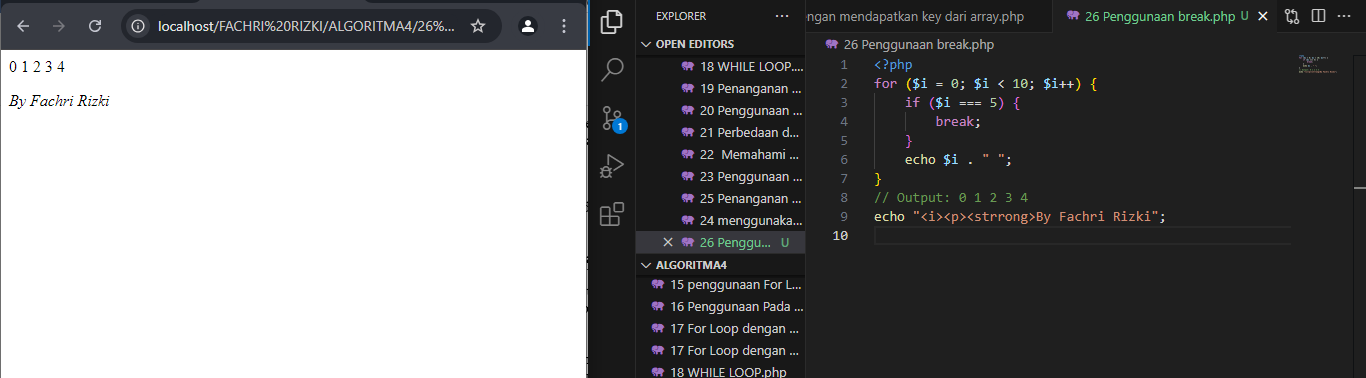 localhost/FACHRI%20RIZKI/ALGORITMA4/26%...
0 1 2 3 4
By Fachri Rizki
1
EXPLORER
OPEN EDITORS
18 WHILE LOOP....
19 Penanganan ...
20 Penggunaan ...
21 Perbedaan d...
22 Memahami ...
23 Penggunaan ...
25 Penanganan ...
24 menggunaka...
26 Penggu... U
ALGORITMA4
15 penggunaan For L...
16 Penggunaan Pada ...
17 For Loop dengan ...
17 For Loop dengan ...
18 WHILE LOOP.php
ngan mendapatkan key dari array.php
26 Penggunaan break.php U
26 Penggunaan break.php
1 <?php
2 for ($i = 0; $i < 10; $i++) {
3 if ($i === 5) {
4 break;
5 }
6 echo $i . " ";
7 }
8 // Output: 0 1 2 3 4
9 echo "<i><p><strrong>By Fachri Rizki";
10